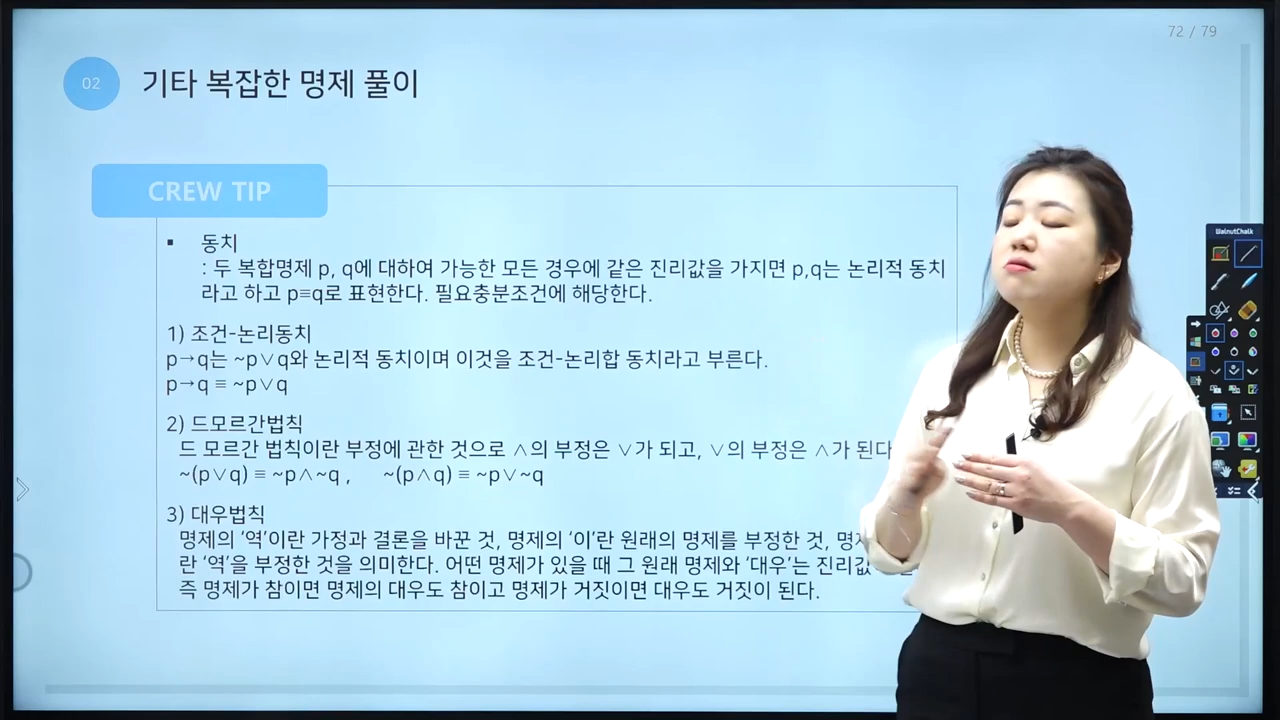 72 / 79
02
기타 복잡한 명제 풀이
CREW TIP
▪ 동치
: 두 복합명제 p, q에 대하여 가능한 모든 경우에 같은 진리값을 가지면 p,q는 논리적 동치
라고 하고 p≡q로 표현한다. 필요충분조건에 해당한다.
1) 조건-논리동치
p→q는 ~p∨q와 논리적 동치이며 이것을 조건-논리합 동치라고 부른다.
p→q ≡ ~p∨q
2) 드모르간법칙
드 모르간 법칙이란 부정에 관한 것으로 ∧의 부정은 ∨가 되고, ∨의 부정은 ∧가 된다
~(p∨q) ≡ ~p∧~q , ~(p∧q) ≡ ~p∨~q
3) 대우법칙
명제의 ‘역’이란 가정과 결론을 바꾼 것, 명제의 ‘이’란 원래의 명제를 부정한 것,
란 ‘역’을 부정한 것을 의미한다. 어떤 명제가 있을 때 그 원래 명제와 ‘대우’는 진리값
즉 명제가 참이면 명제의 대우도 참이고 명제가 거짓이면 대우도 거짓이 된다.
WalnutChalk